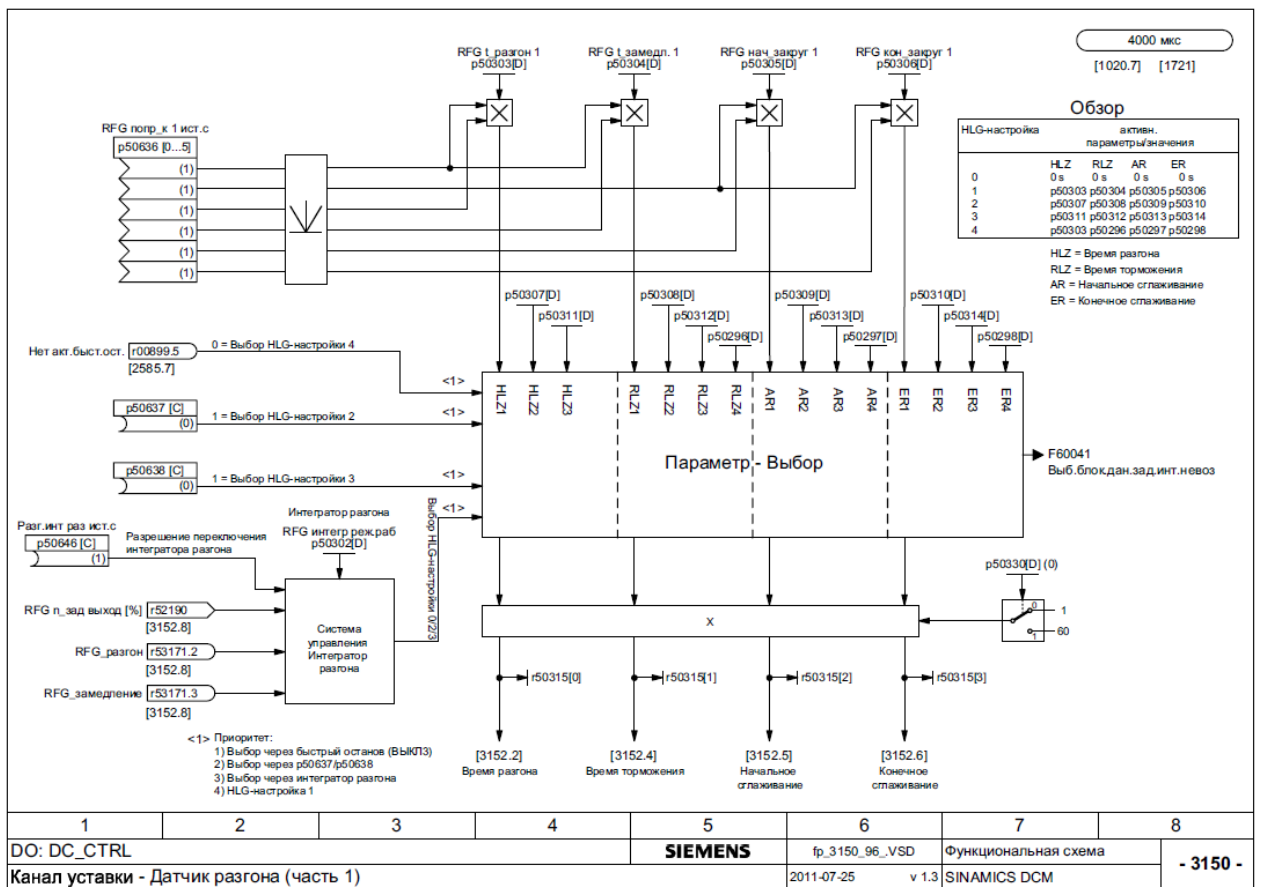 RFG t_разгон 1
p50303[D]
RFG t_замедл. 1
p50304[D]
RFG нач_закруг 1
p50305[D]
RFG кон_закруг 1
p50306[D]
4000 мкс
[1020.7] [1721]
RFG попр_к 1 ист.с
p50636 [0...5]
(1)
(1)
(1)
(1)
(1)
(1)
Обзор
HLG-настройка активн. параметры/значения
HLZ RLZ AR ER
0 0 s 0 s 0 s 0 s
1 p50303 p50304 p50305 p50306
2 p50307 p50308 p50309 p50310
3 p50311 p50312 p50313 p50314
4 p50303 p50296 p50297 p50298
HLZ = Время разгона
RLZ = Время торможения
AR = Начальное сглаживание
ER = Конечное сглаживание
p50307[D]
p50311[D]
p50308[D]
p50312[D]
p50296[D]
p50309[D]
p50313[D]
p50297[D]
p50310[D]
p50314[D]
p50298[D]
Нет акт.быст.ост. r00899.5
[2585.7]
0 = Выбор HLG-настройки 4
<1>
p50637 [C]
(0)
1 = Выбор HLG-настройки 2
<1>
p50638 [C]
(0)
1 = Выбор HLG-настройки 3
<1>
<1>
HLZ1 HLZ2 HLZ3 RLZ1 RLZ2 RLZ3 RLZ4 AR1 AR2 AR3 AR4 ER1 ER2 ER3 ER4
Параметр - Выбор
F60041
Выб.блок.дан.зад.инт.невоз
Выбор HLG-настройки 0/2/3
Разг.инт раз ист.с
p50646 [C]
(1)
Разрешение переключения
интегратора разгона
Интегратор разгона
RFG интегр реж.раб
p50302[D]
RFG n_зад выход [%] r52190
[3152.8]
RFG_разгон r53171.2
[3152.8]
RFG_замедление r53171.3
[3152.8]
Система
управления
Интегратор
разгона
p50330[D] (0)
0
1
1
60
X
r50315[0]
r50315[1]
r50315[2]
r50315[3]
[3152.2]
Время разгона
[3152.4]
Время торможения
[3152.5]
Начальное
сглаживание
[3152.6]
Конечное
сглаживание
<1> Приоритет:
1) Выбор через быстрый останов (ВЫКЛ3)
2) Выбор через p50637/p50638
3) Выбор через интегратор разгона
4) HLG-настройка 1
1 2 3 4 5 6 7 8
DO: DC_CTRL
SIEMENS
fp_3150_96_.VSD
Функциональная схема
- 3150 -
Канал уставки - Датчик разгона (часть 1)
2011-07-25 v 1.3
SINAMICS DCM